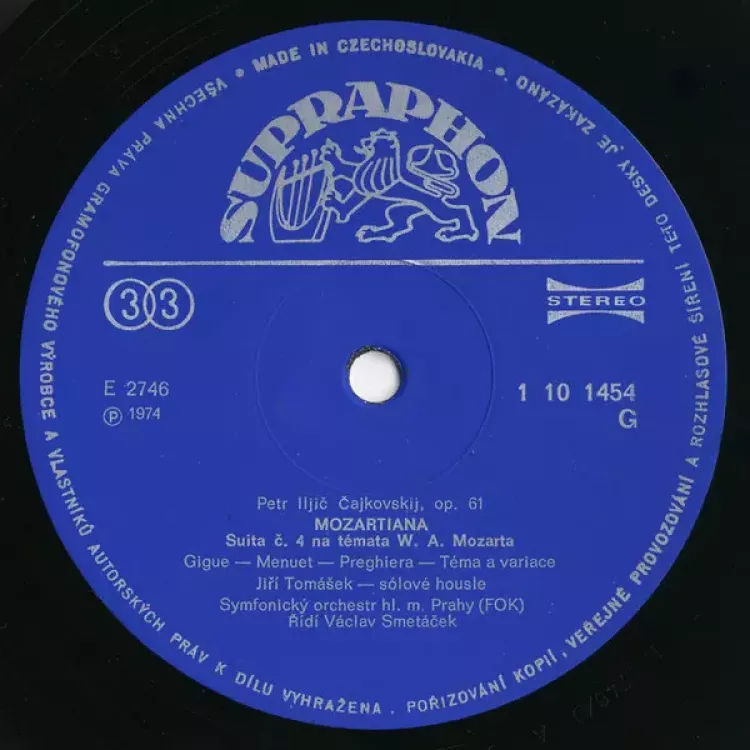 • MADE IN CZECHOSLOVAKIA •
VŠECHNA PRÁVA GRAMOFONOVÉHO VÝROBCE A VLASTNÍKŮ AUTORSKÝCH PRÁV K DÍLU VYHRAŽENA. POŘIZOVÁNÍ KOPIÍ, VEŘEJNÉ PROVOZOVÁNÍ A ROZHLASOVÉ ŠÍŘENÍ TÉTO DESKY JE ZAKÁZÁNO
SUPRAPHON
33
STEREO
E 2746
℗ 1974
1 10 1454
G
Petr Iljič Čajkovskij, op. 61
MOZARTIANA
Suita č. 4 na témata W. A. Mozarta
Gigue — Menuet — Preghiera — Téma a variace
Jiří Tomášek — sólové housle
Symfonický orchestr hl. m. Prahy (FOK)
Řídí Václav Smetáček